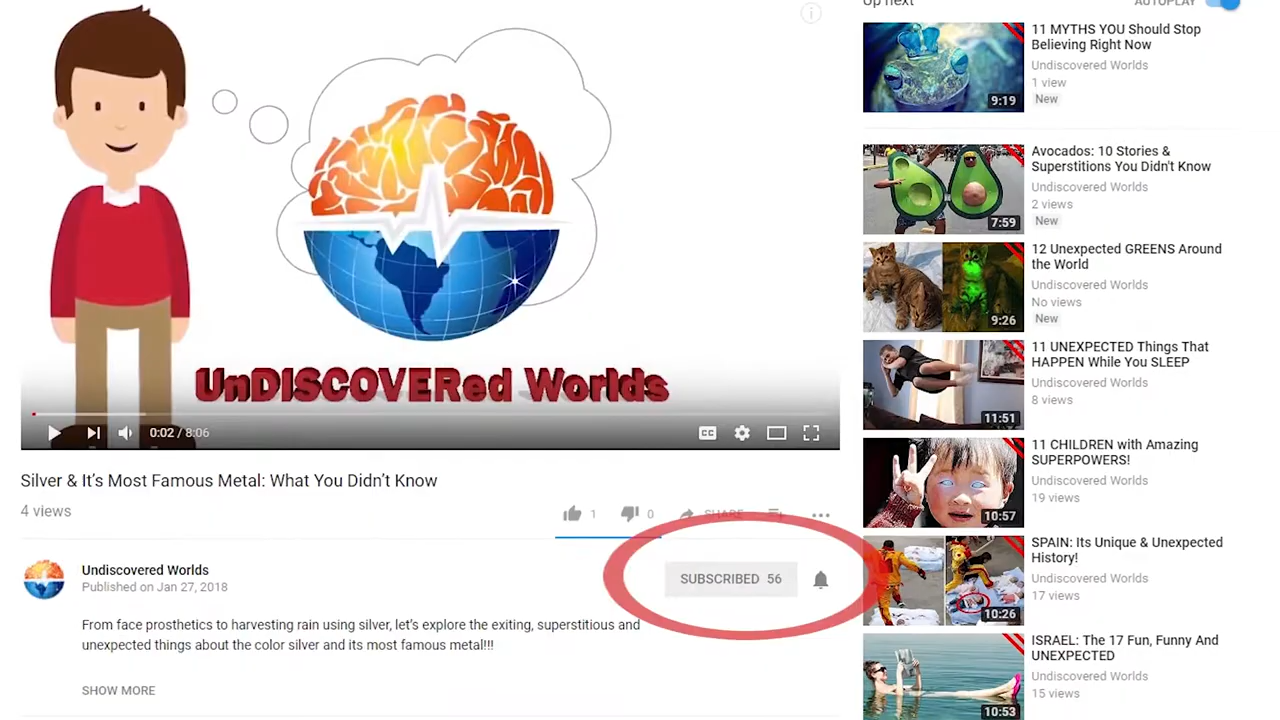 Up next
AUTOPLAY
UnDISCOVERed Worlds
CC
0:02 / 8:06
Silver & It's Most Famous Metal: What You Didn't Know
4 views
1
0
SHARE
Undiscovered Worlds
Published on Jan 27, 2018
SUBSCRIBED 56
From face prosthetics to harvesting rain using silver, let's explore the exiting, superstitious and
unexpected things about the color silver and its most famous metal!!!
SHOW MORE
9:19
11 MYTHS YOU Should Stop
Believing Right Now
Undiscovered Worlds
1 view
New
7:59
Avocados: 10 Stories &
Superstitions You Didn't Know
Undiscovered Worlds
2 views
New
9:26
12 Unexpected GREENS Around
the World
Undiscovered Worlds
No views
New
11:51
11 UNEXPECTED Things That
HAPPEN While You SLEEP
Undiscovered Worlds
8 views
10:57
11 CHILDREN with Amazing
SUPERPOWERS!
Undiscovered Worlds
19 views
10:26
SPAIN: Its Unique & Unexpected
History!
Undiscovered Worlds
17 views
10:53
ISRAEL: The 17 Fun, Funny And
UNEXPECTED
Undiscovered Worlds
15 views